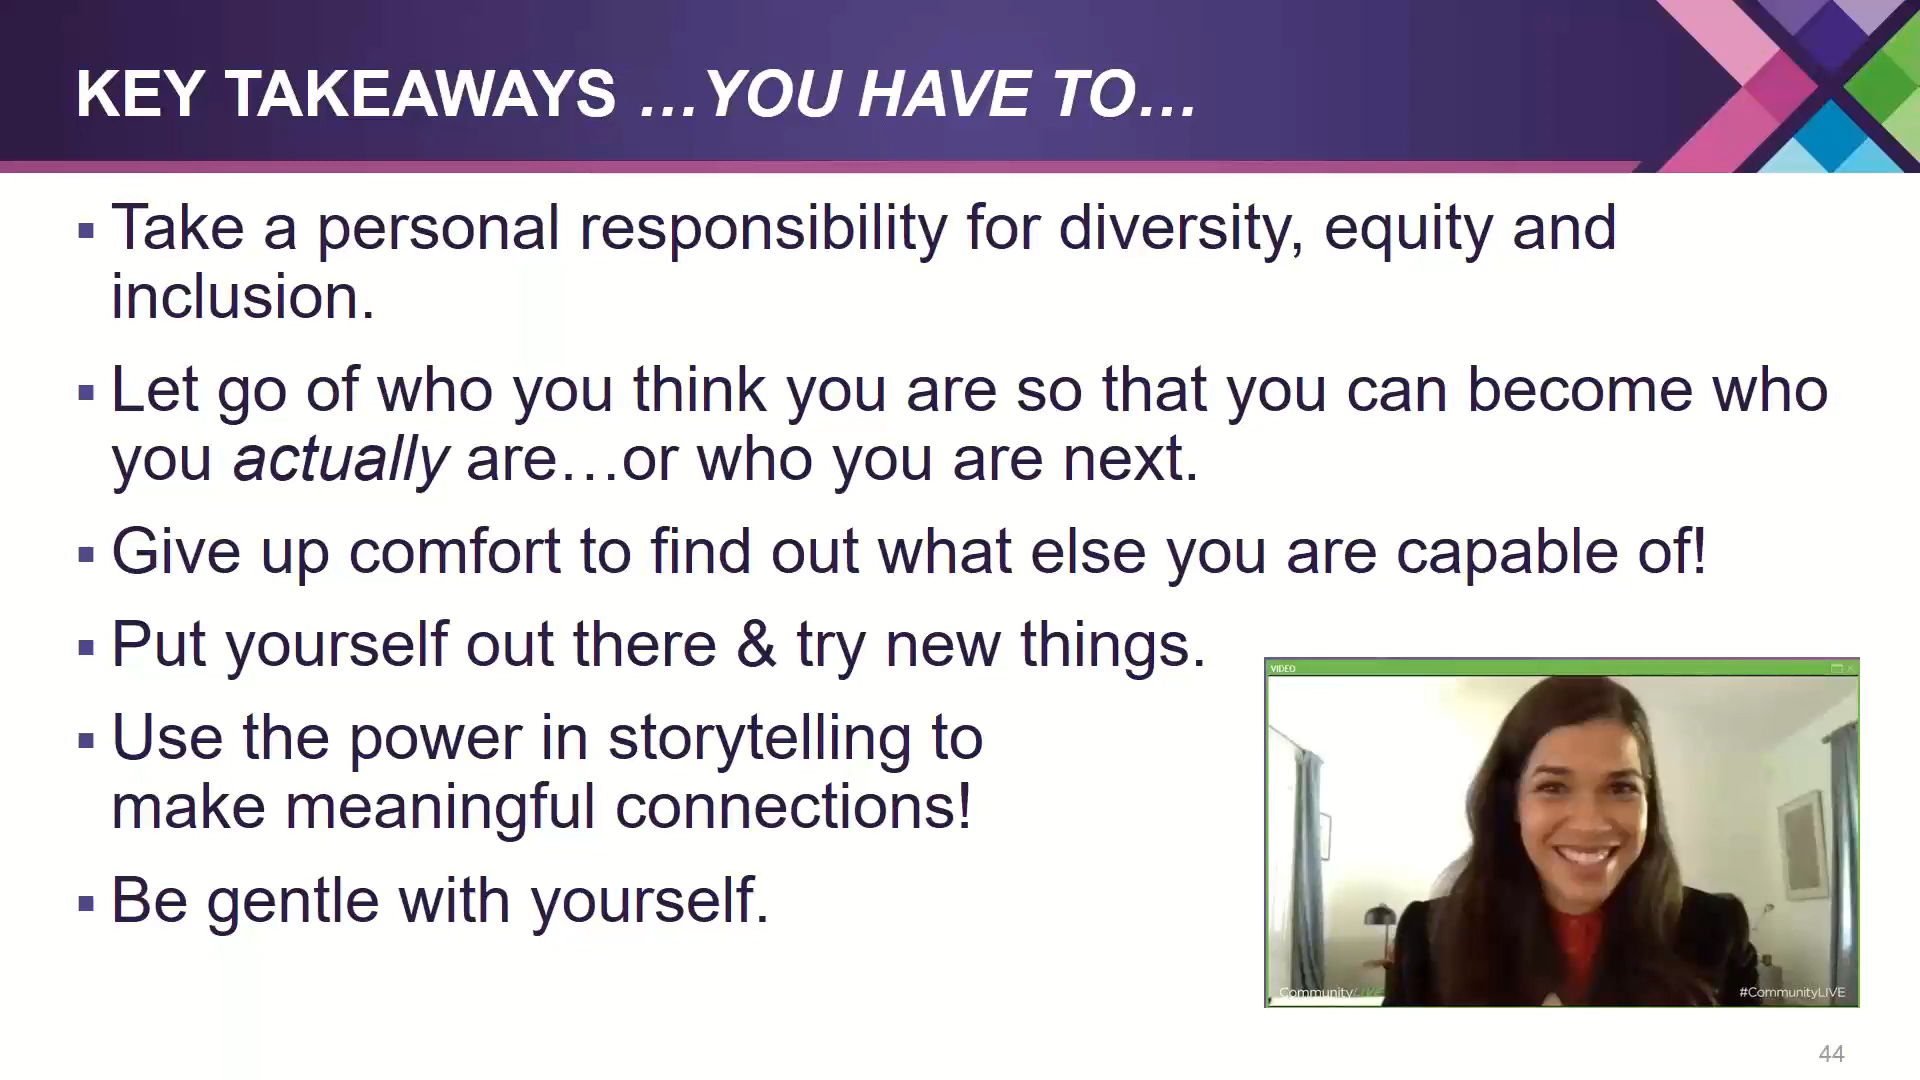 KEY TAKEAWAYS …YOU HAVE TO…
▪ Take a personal responsibility for diversity, equity and
inclusion.
▪ Let go of who you think you are so that you can become who
you actually are…or who you are next.
▪ Give up comfort to find out what else you are capable of!
▪ Put yourself out there & try new things.
▪ Use the power in storytelling to
make meaningful connections!
▪ Be gentle with yourself.
VIDEO
CommunityLIVE
#CommunityLIVE
44